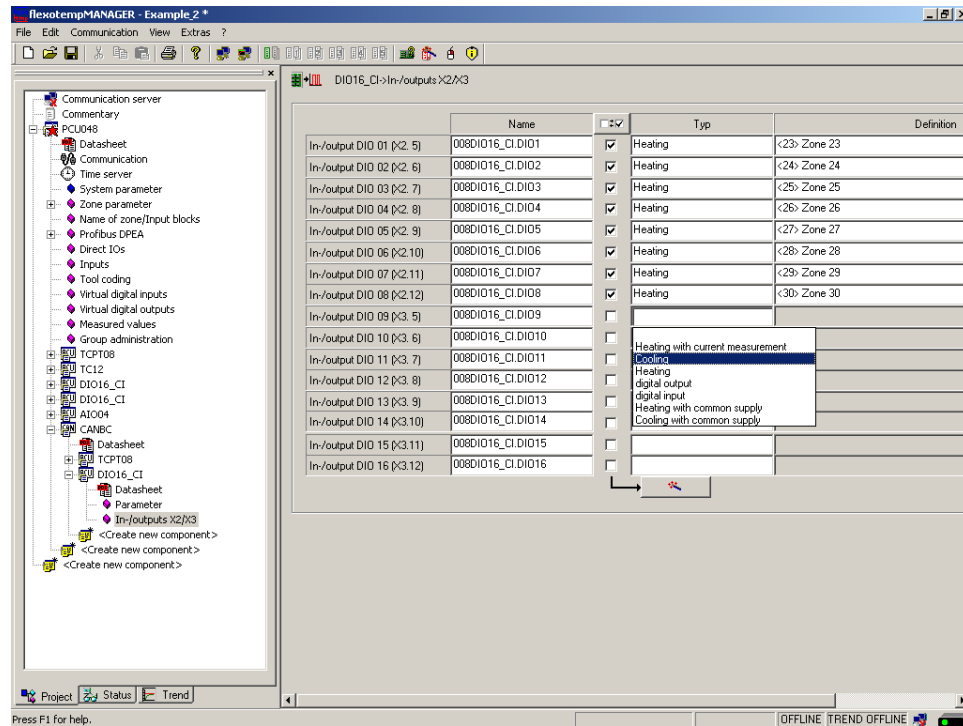 flexotempMANAGER - Example_2 *
File Edit Communication View Extras ?
DIO16_CI->In-/outputs X2/X3
Communication server
Commentary
PCU048
Datasheet
Communication
Time server
System parameter
Zone parameter
Name of zone/Input blocks
Profibus DPEA
Direct IOs
Inputs
Tool coding
Virtual digital inputs
Virtual digital outputs
Measured values
Group administration
TCPT08
TC12
DIO16_CI
DIO16_CI
AIO04
CANBC
Datasheet
TCPT08
DIO16_CI
Datasheet
Parameter
In-/outputs X2/X3
<Create new component>
<Create new component>
<Create new component>
Name Typ Definition
In-/output DIO 01 (X2. 5) 008DIO16_CI.DIO1 Heating <23> Zone 23
In-/output DIO 02 (X2. 6) 008DIO16_CI.DIO2 Heating <24> Zone 24
In-/output DIO 03 (X2. 7) 008DIO16_CI.DIO3 Heating <25> Zone 25
In-/output DIO 04 (X2. 8) 008DIO16_CI.DIO4 Heating <26> Zone 26
In-/output DIO 05 (X2. 9) 008DIO16_CI.DIO5 Heating <27> Zone 27
In-/output DIO 06 (X2.10) 008DIO16_CI.DIO6 Heating <28> Zone 28
In-/output DIO 07 (X2.11) 008DIO16_CI.DIO7 Heating <29> Zone 29
In-/output DIO 08 (X2.12) 008DIO16_CI.DIO8 Heating <30> Zone 30
In-/output DIO 09 (X3. 5) 008DIO16_CI.DIO9
In-/output DIO 10 (X3. 6) 008DIO16_CI.DIO10
In-/output DIO 11 (X3. 7) 008DIO16_CI.DIO11
In-/output DIO 12 (X3. 8) 008DIO16_CI.DIO12
In-/output DIO 13 (X3. 9) 008DIO16_CI.DIO13
In-/output DIO 14 (X3.10) 008DIO16_CI.DIO14
In-/output DIO 15 (X3.11) 008DIO16_CI.DIO15
In-/output DIO 16 (X3.12) 008DIO16_CI.DIO16
Heating with current measurement
Cooling
Heating
digital output
digital input
Heating with common supply
Cooling with common supply
Project Status Trend
Press F1 for help.
OFFLINE TREND OFFLINE